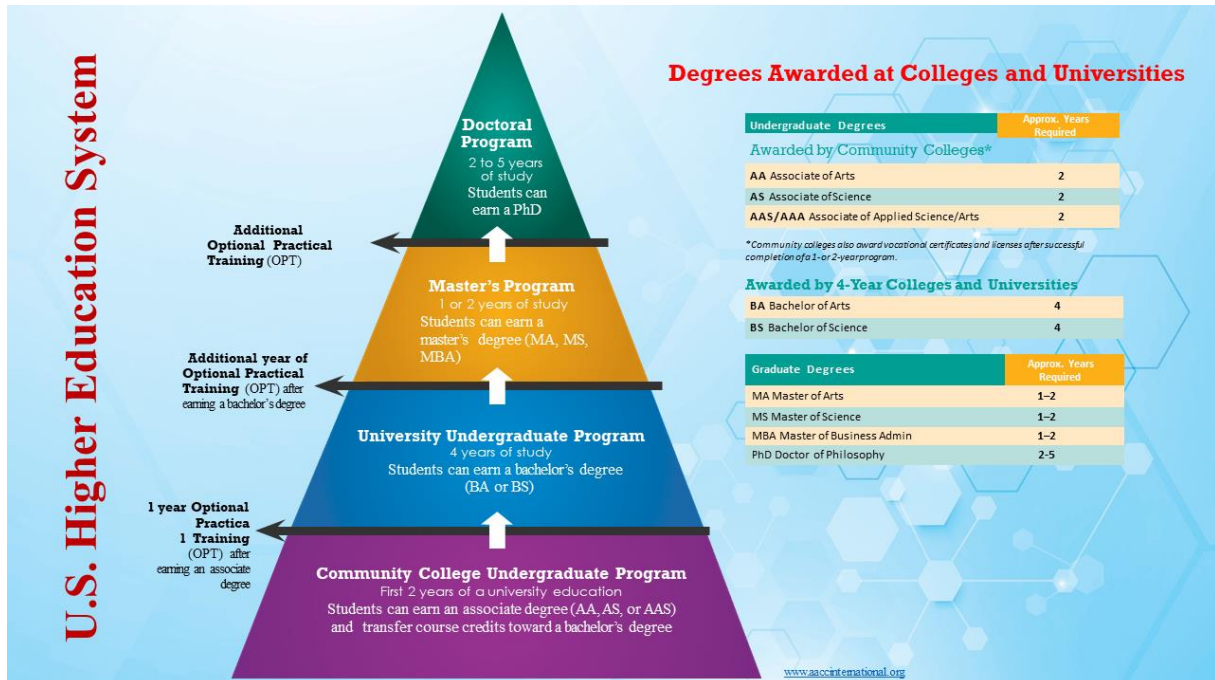 U.S. Higher Education System
Doctoral
Program
2 to 5 years
of study
Students can
earn a PhD
Additional
Optional Practical
Training (OPT)
Master's Program
1 or 2 years of study
Students can earn a
master's degree (MA, MS,
MBA)
Additional year of
Optional Practical
Training (OPT) after
earning a bachelor's degree
University Undergraduate Program
4 years of study
Students can earn a bachelor's degree
(BA or BS)
1 year Optional
Practica
1 Training
(OPT) after
earning an associate
degree
Community College Undergraduate Program
First 2 years of a university education
Students can earn an associate degree (AA, AS, or AAS)
and transfer course credits toward a bachelor's degree
Degrees Awarded at Colleges and Universities
Undergraduate Degrees
Approx. Years
Required
Awarded by Community Colleges*
AA Associate of Arts 2
AS Associate of Science 2
AAS/AAA Associate of Applied Science/Arts 2
*Community colleges also award vocational certificates and licenses after successful
completion of a 1- or 2-yearprogram.
Awarded by 4-Year Colleges and Universities
BA Bachelor of Arts 4
BS Bachelor of Science 4
Graduate Degrees
Approx. Years
Required
MA Master of Arts 1–2
MS Master of Science 1–2
MBA Master of Business Admin 1–2
PhD Doctor of Philosophy 2-5
www.aaccinternational.org